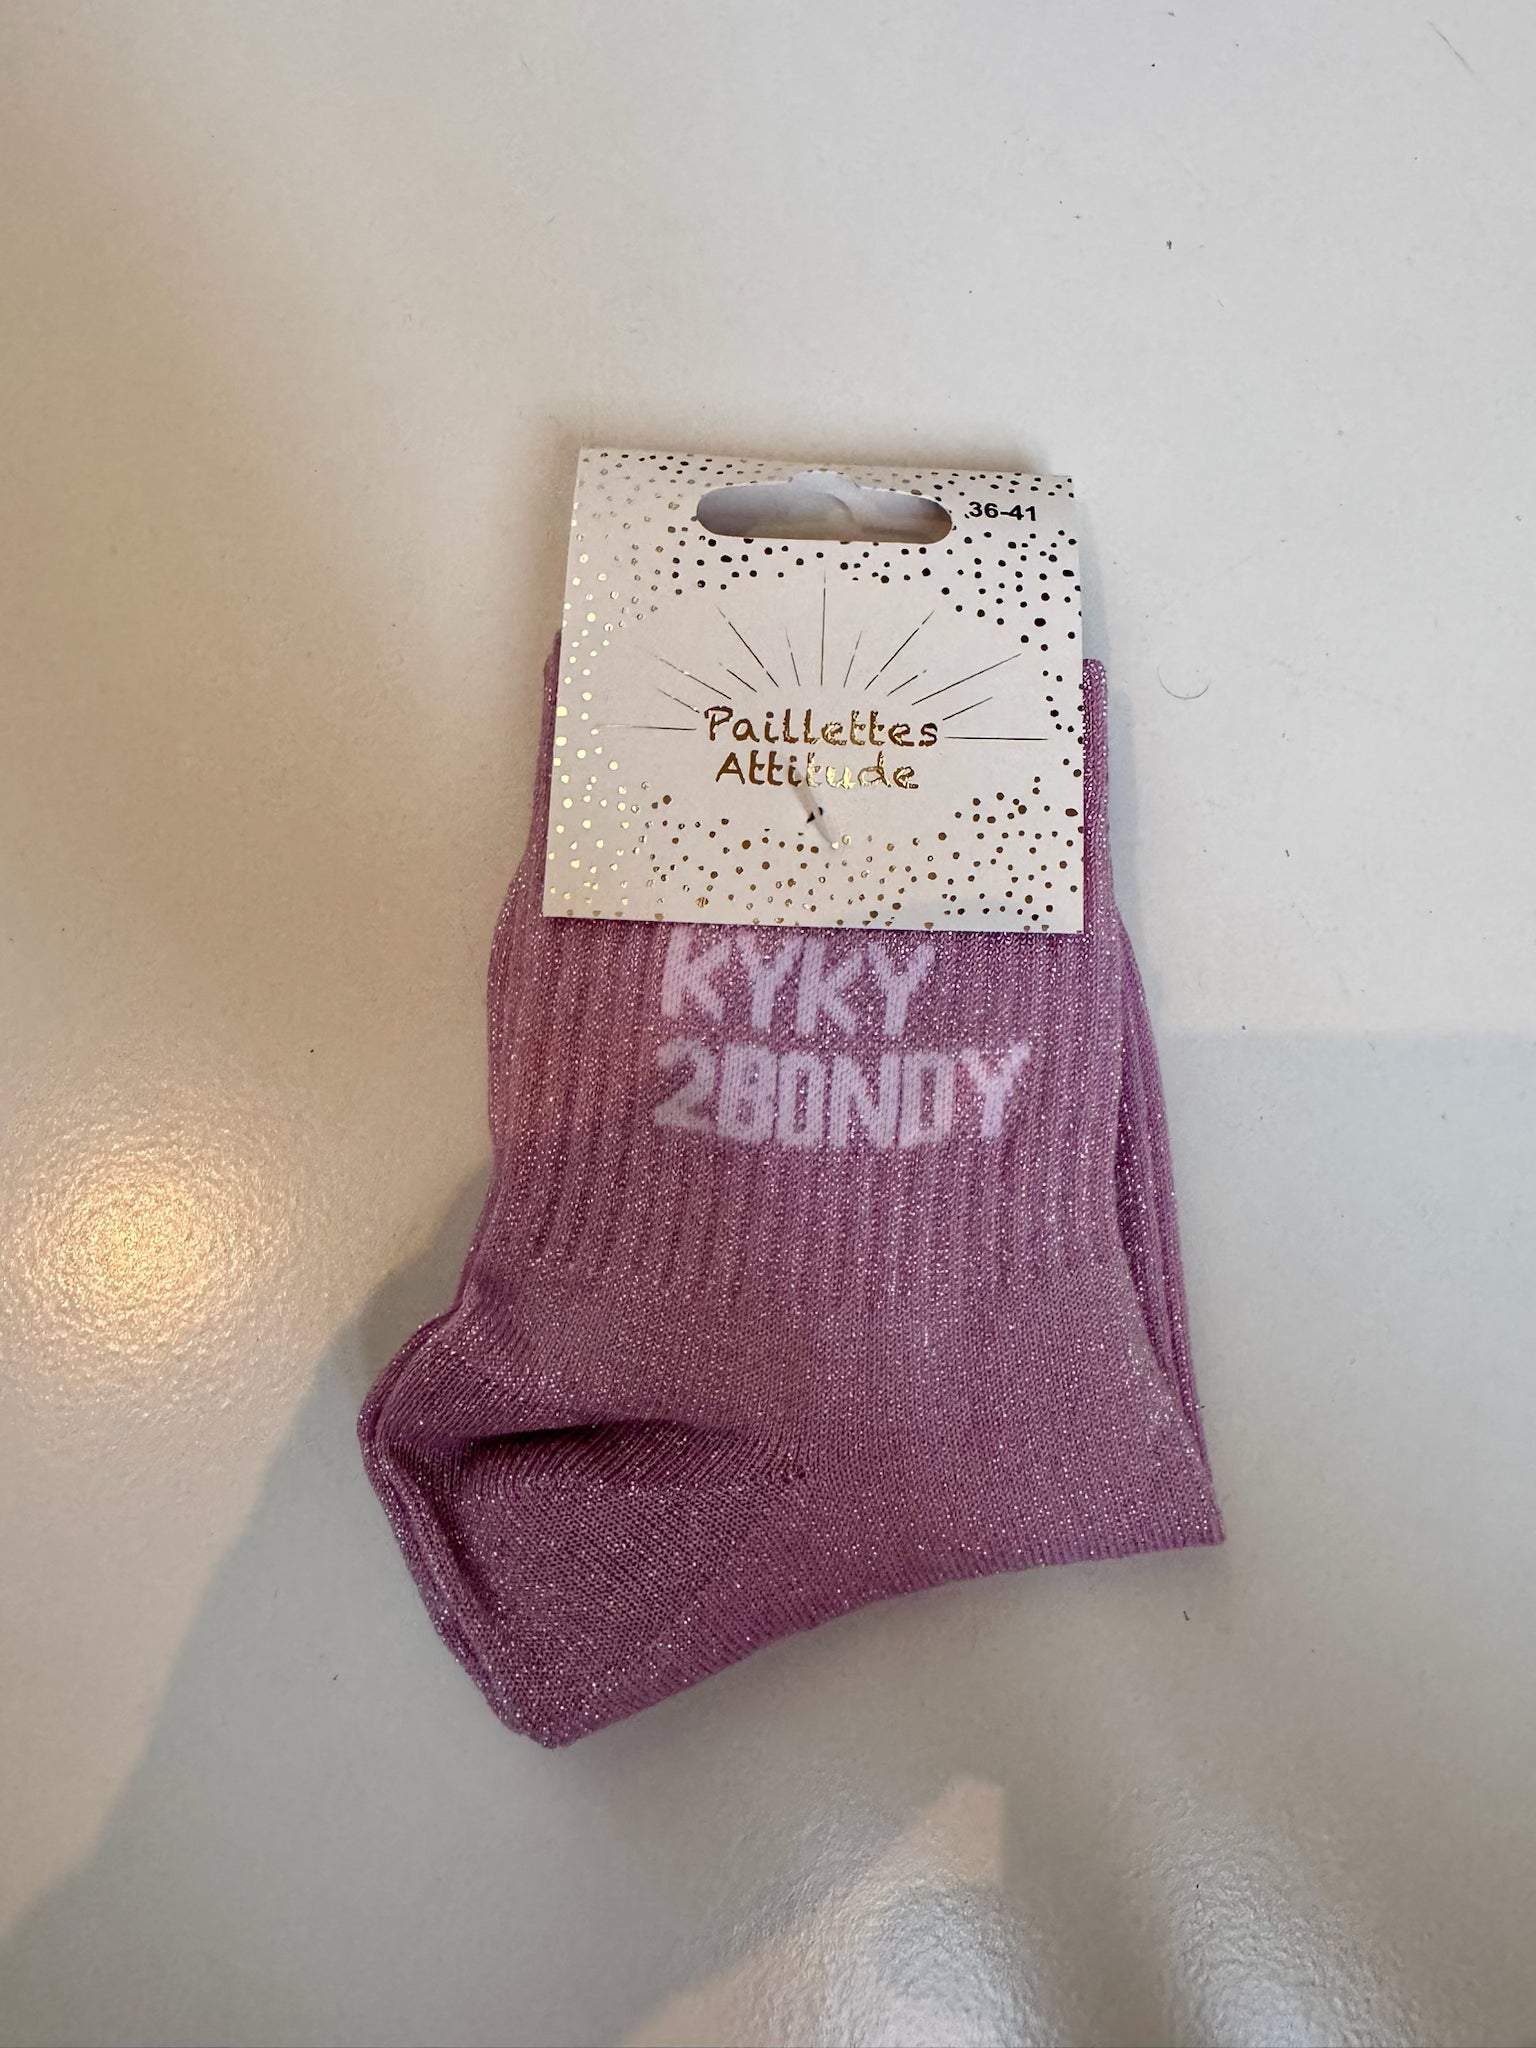 36-41
Paillettes
Attitude
KYKY
2BONDY